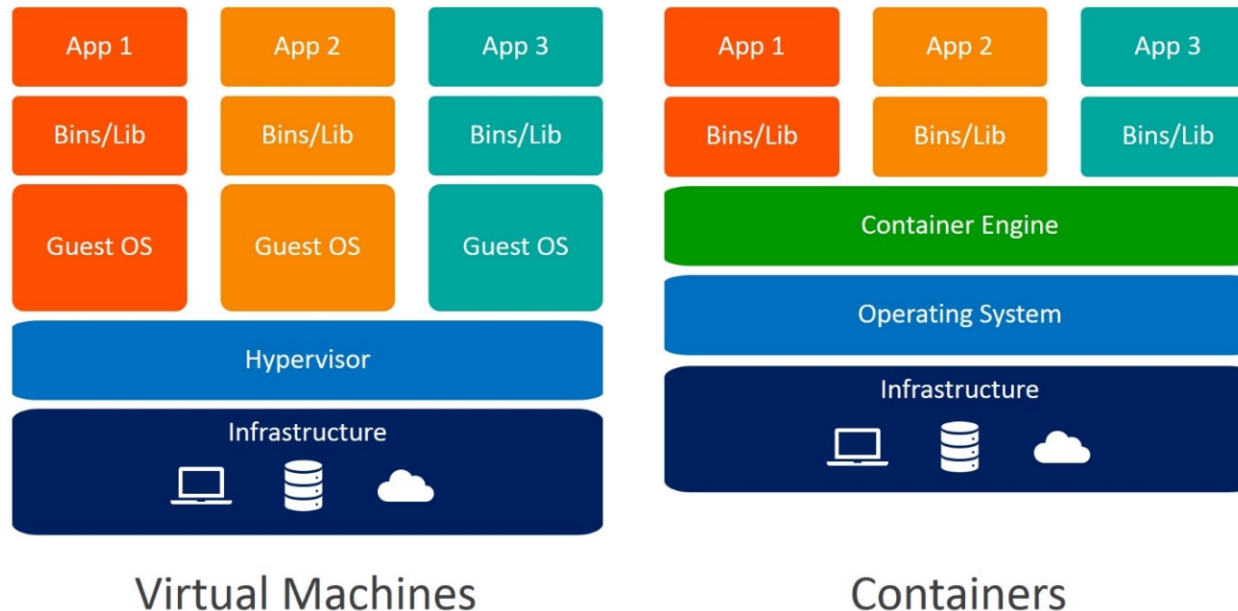 App 1
App 2
App 3
Bins/Lib
Bins/Lib
Bins/Lib
Guest OS
Guest OS
Guest OS
Hypervisor
Infrastructure
Virtual Machines
App 1
App 2
App 3
Bins/Lib
Bins/Lib
Bins/Lib
Container Engine
Operating System
Infrastructure
Containers